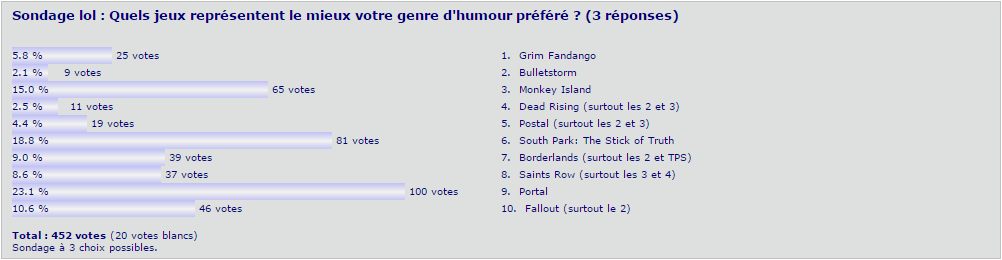 Sondage lol : Quels jeux représentent le mieux votre genre d'humour préféré ? (3 réponses)
5.8 % 25 votes 1. Grim Fandango
2.1 % 9 votes 2. Bulletstorm
15.0 % 65 votes 3. Monkey Island
2.5 % 11 votes 4. Dead Rising (surtout les 2 et 3)
4.4 % 19 votes 5. Postal (surtout les 2 et 3)
18.8 % 81 votes 6. South Park: The Stick of Truth
9.0 % 39 votes 7. Borderlands (surtout les 2 et TPS)
8.6 % 37 votes 8. Saints Row (surtout les 3 et 4)
23.1 % 100 votes 9. Portal
10.6 % 46 votes 10. Fallout (surtout le 2)
Total : 452 votes (20 votes blancs)
Sondage à 3 choix possibles.